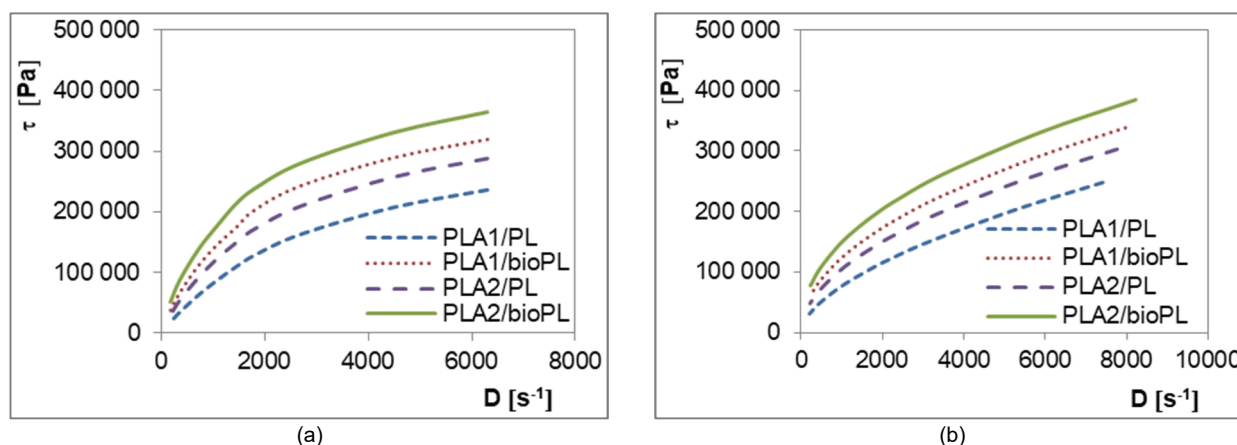 500 000
400 000
300 000
200 000
100 000
0
τ [Pa]
0 2000 4000 6000 8000
D [s-1]
PLA1/PL
PLA1/bioPL
PLA2/PL
PLA2/bioPL
(a)
500 000
400 000
300 000
200 000
100 000
0
τ [Pa]
0 2000 4000 6000 8000 10000
D [s-1]
PLA1/PL
PLA1/bioPL
PLA2/PL
PLA2/bioPL
(b)